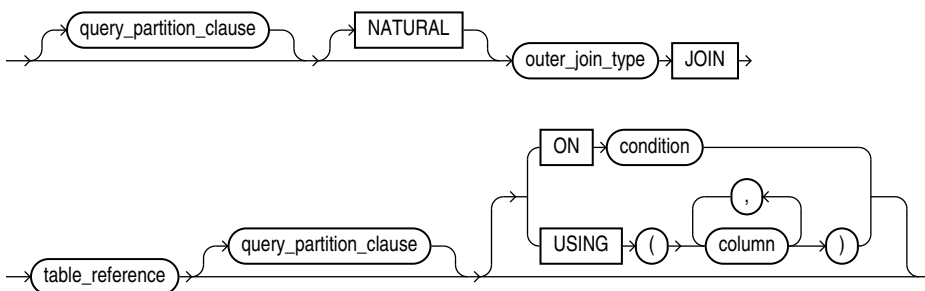 query_partition_clause NATURAL
outer_join_type JOIN
ON condition
,
USING ( column )
query_partition_clause
table_reference